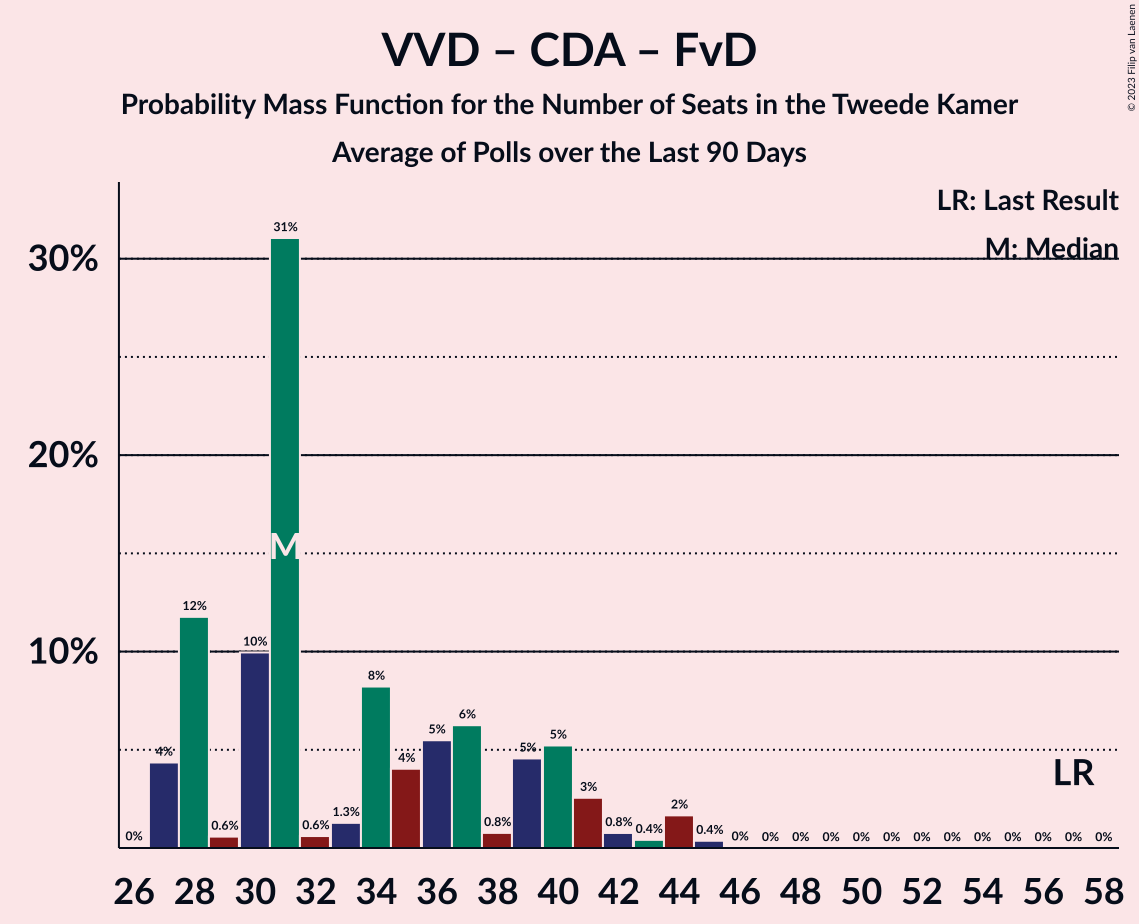 VVD – CDA – FvD
Probability Mass Function for the Number of Seats in the Tweede Kamer
Average of Polls over the Last 90 Days
© 2023 Filip van Laenen
LR: Last Result
M: Median
30%
20%
10%
0% 4% 12% 0.6% 10% 31% 0.6% 1.3% 8% 4% 5% 6% 0.8% 5% 5% 3% 0.8% 0.4% 2% 0.4% 0% 0% 0% 0% 0% 0% 0% 0% 0% 0% 0% 0% 0%
M
LR
26 28 30 32 34 36 38 40 42 44 46 48 50 52 54 56 58